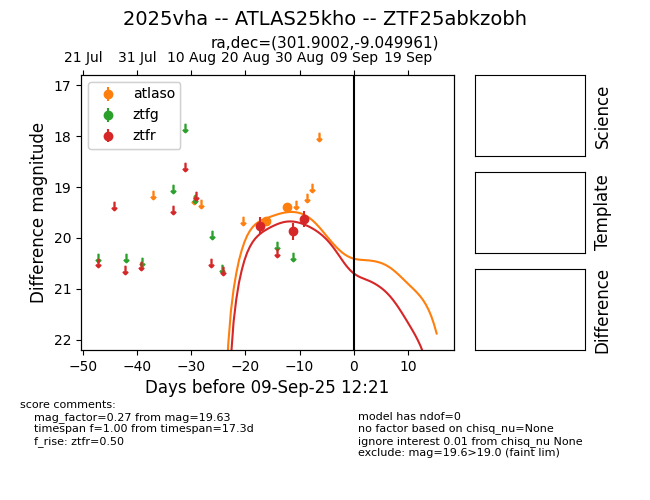 2025vha -- ATLAS25kho -- ZTF25abkzobh
ra,dec=(301.9002,-9.049961)
21 Jul 31 Jul 10 Aug 20 Aug 30 Aug 09 Sep 19 Sep
atlaso
ztfg
ztfr
17
18
19
20
21
22
Difference magnitude
−50 −40 −30 −20 −10 0 10
Days before 09-Sep-25 12:21
Science
Template
Difference
score comments:
mag_factor=0.27 from mag=19.63
timespan f=1.00 from timespan=17.3d
f_rise: ztfr=0.50
model has ndof=0
no factor based on chisq_nu=None
ignore interest 0.01 from chisq_nu None
exclude: mag=19.6>19.0 (faint lim)